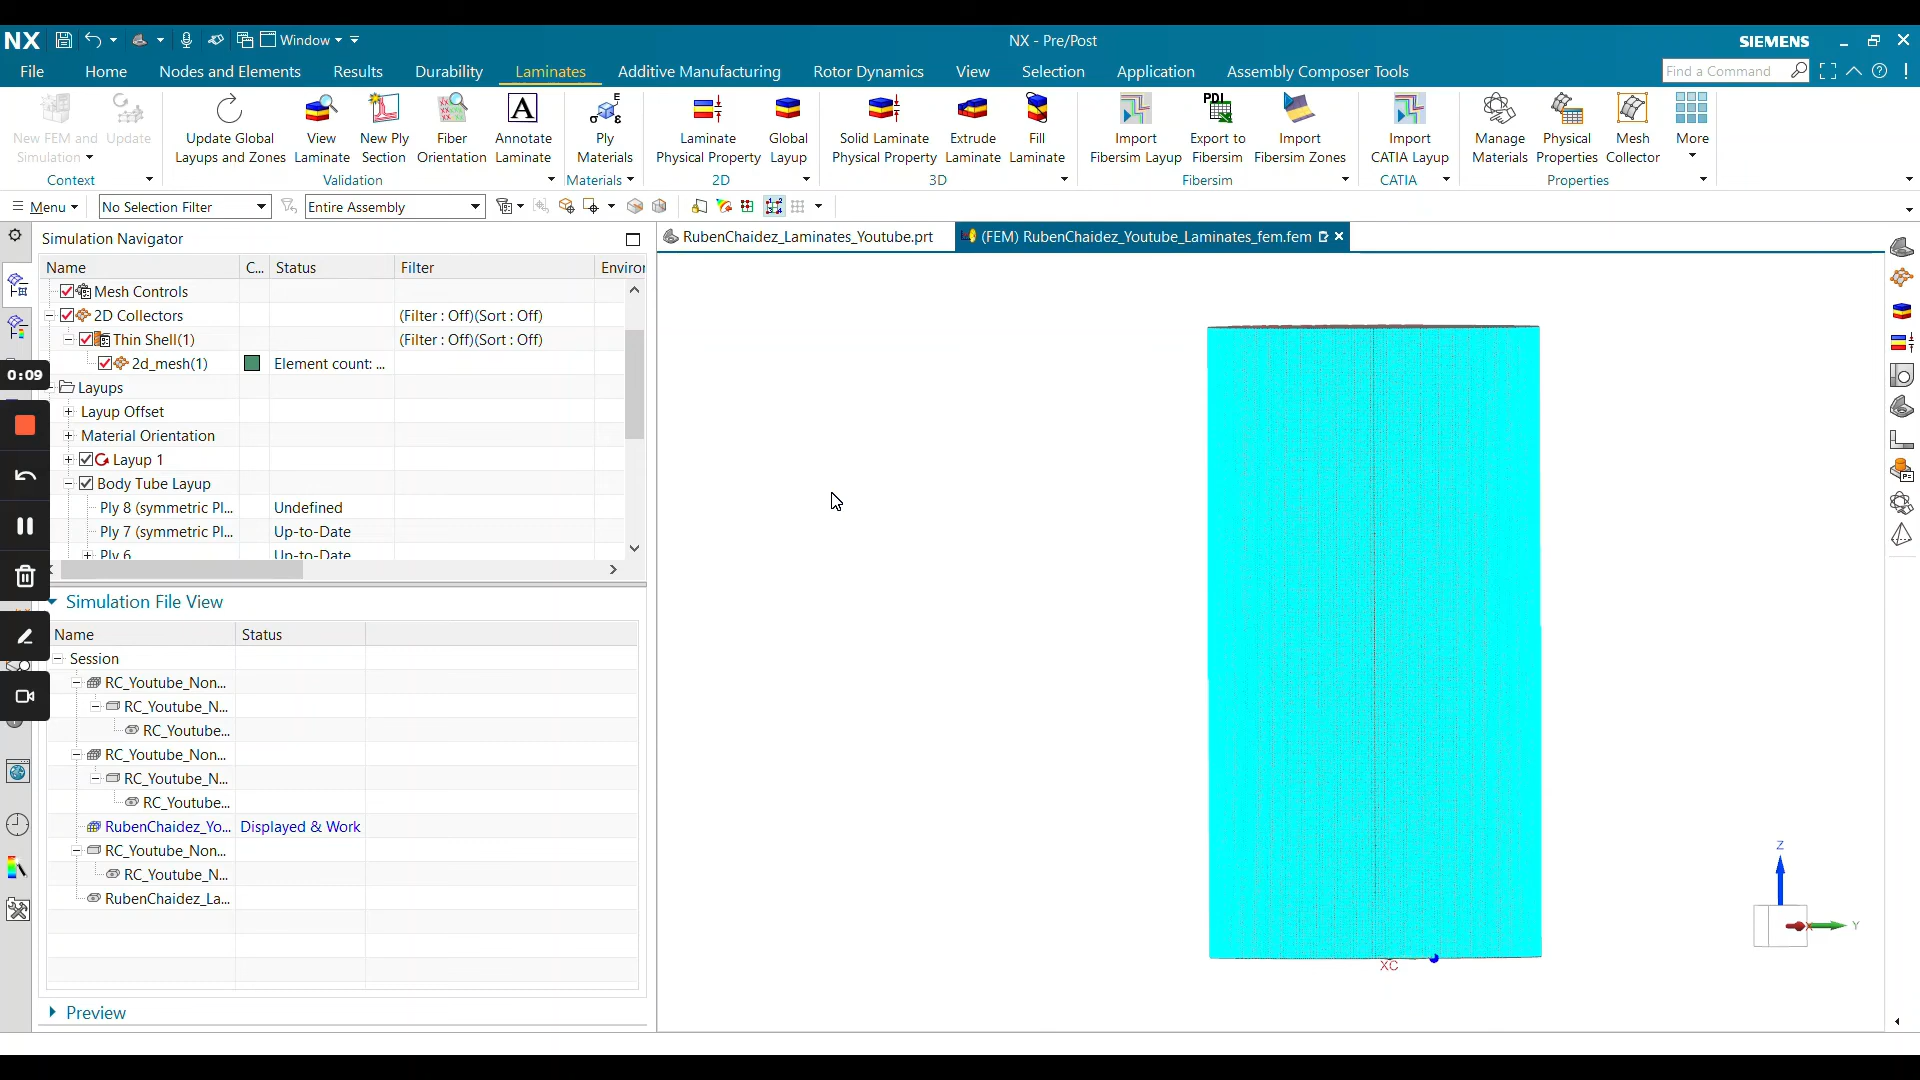 NX
Window
NX - Pre/Post
SIEMENS
File
Home
Nodes and Elements
Results
Durability
Laminates
Additive Manufacturing
Rotor Dynamics
View
Selection
Application
Assembly Composer Tools
Find a Command
New FEM and
Simulation
Update
Update Global
Layups and Zones
View
Laminate
New Ply
Section
Fiber
Orientation
Annotate
Laminate
Ply
Materials
Laminate
Physical Property
Global
Layup
Solid Laminate
Physical Property
Extrude
Laminate
Fill
Laminate
Import
Fibersim Layup
Export to
Fibersim
Import
Fibersim Zones
Import
CATIA Layup
Manage
Materials
Physical
Properties
Mesh
Collector
More
Context
Validation
Materials
2D
3D
Fibersim
CATIA
Properties
Menu
No Selection Filter
Entire Assembly
Simulation Navigator
RubenChaidez_Laminates_Youtube.prt
(FEM) RubenChaidez_Youtube_Laminates_fem.fem
Name
C...
Status
Filter
Environ
Mesh Controls
2D Collectors
(Filter : Off)(Sort : Off)
Thin Shell(1)
(Filter : Off)(Sort : Off)
2d_mesh(1)
Element count: ...
0:09
Layups
Layup Offset
Material Orientation
Layup 1
Body Tube Layup
Ply 8 (symmetric Pl...
Undefined
Ply 7 (symmetric Pl...
Up-to-Date
Ply 6
Up-to-Date
Simulation File View
Name
Status
Session
RC_Youtube_Non...
RC_Youtube_N...
RC_Youtube...
RC_Youtube_Non...
RC_Youtube_N...
RC_Youtube...
RubenChaidez_Yo...
Displayed & Work
RC_Youtube_Non...
RC_Youtube_N...
RubenChaidez_La...
Preview
XC
Z
X
Y